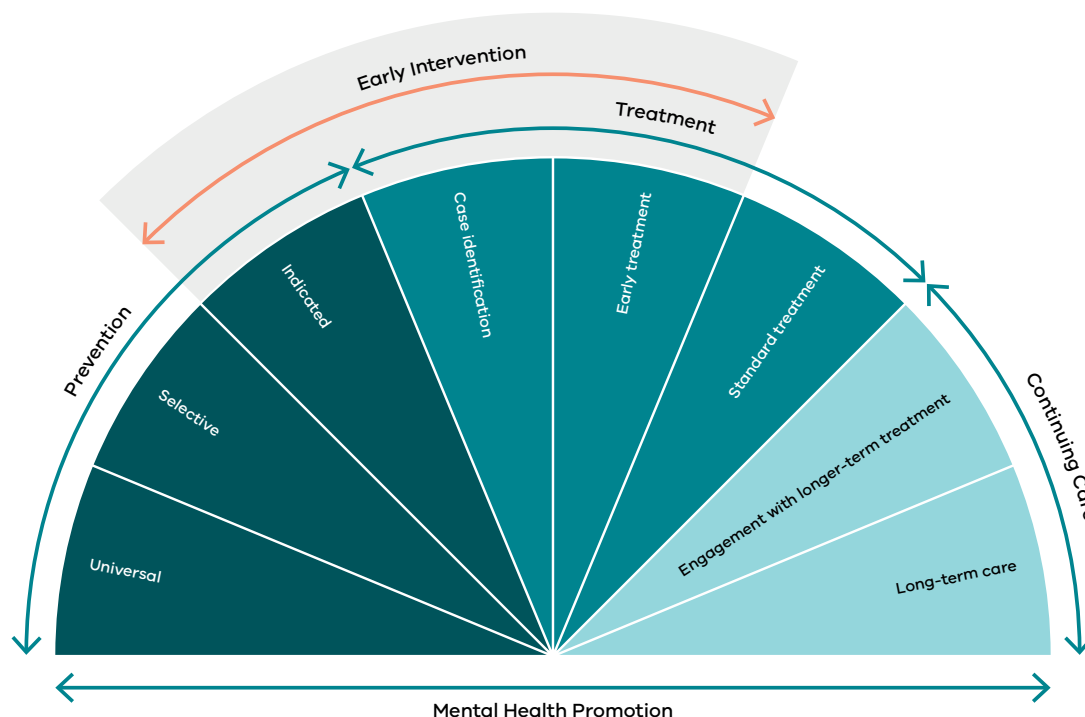 Early Intervention
Treatment
Prevention
Continuing Care
Universal
Selective
Indicated
Case identification
Early treatment
Standard treatment
Engagement with longer-term treatment
Long-term care
Mental Health Promotion